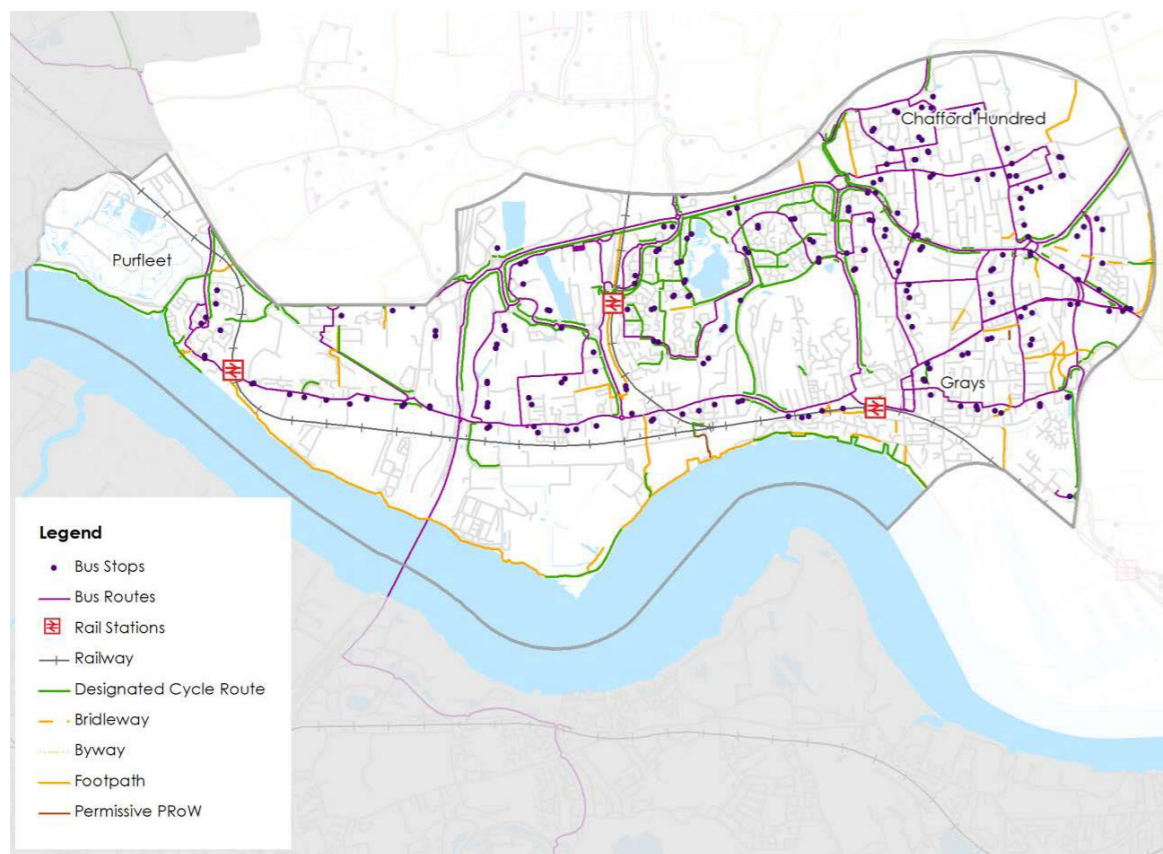 Chafford Hundred
Purfleet
Grays
Legend
Bus Stops
Bus Routes
Rail Stations
Railway
Designated Cycle Route
Bridleway
Byway
Footpath
Permissive PRoW